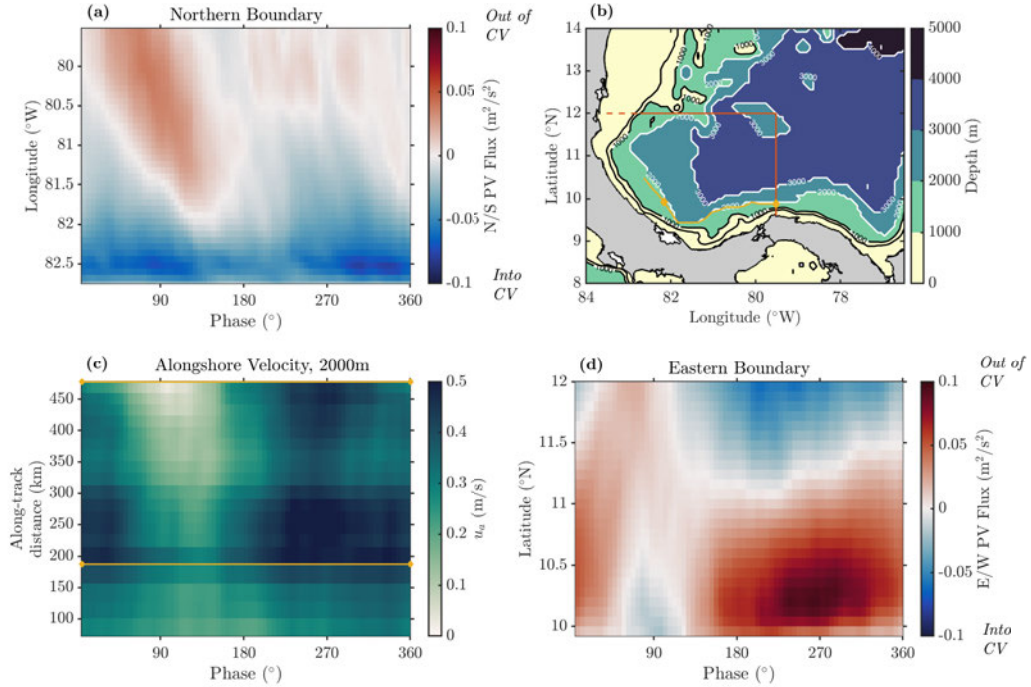 (a) Northern Boundary
Out of
CV
0.1
0.05
0
-0.05
-0.1
N/S PV Flux (m²/s²)
Into
CV
Longitude (°W)
80
80.5
81
81.5
82
82.5
90 180 270 360
Phase (°)
(b)
14
13
12
11
10
9
8
Latitude (°N)
84 82 80 78
Longitude (°W)
5000
4000
3000
2000
1000
0
Depth (m)
1000
1000
1000
3000
3000
3000
(c) Alongshore Velocity, 2000m
450
400
350
300
250
200
150
100
Along-track
distance (km)
90 180 270 360
Phase (°)
0.5
0.4
0.3
0.2
0.1
0
uₐ (m/s)
(d) Eastern Boundary
Out of
CV
12
11.5
11
10.5
10
Latitude (°N)
90 180 270 360
Phase (°)
0.1
0.05
0
-0.05
-0.1
E/W PV Flux (m²/s²)
Into
CV